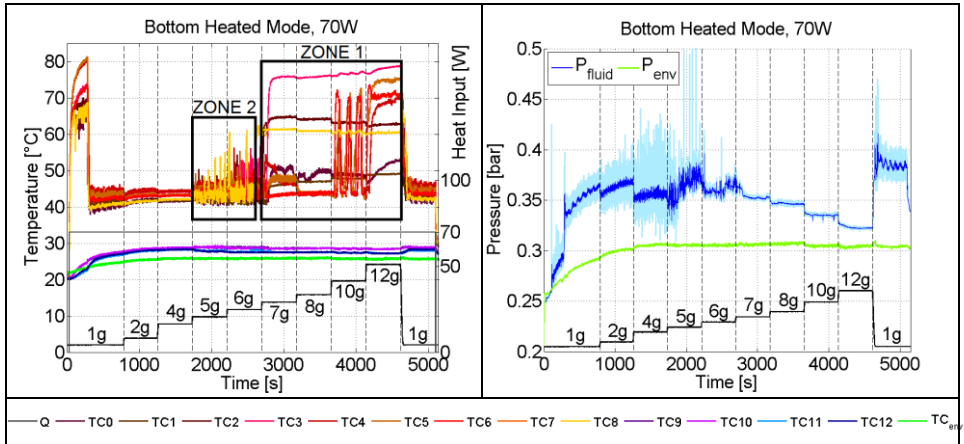 Bottom Heated Mode, 70W
ZONE 1
ZONE 2
Temperature [°C]
80
70
60
50
40
30
20
10
0
Heat Input [W]
100
70
50
0
1g
2g
4g
5g
6g
7g
8g
10g
12g
1g
0 1000 2000 3000 4000 5000
Time [s]
Bottom Heated Mode, 70W
P_fluid P_env
Pressure [bar]
0.5
0.45
0.4
0.35
0.3
0.25
0.2
1g
2g
4g
5g
6g
7g
8g
10g
12g
1g
0 1000 2000 3000 4000 5000
Time [s]
Q TC0 TC1 TC2 TC3 TC4 TC5 TC6 TC7 TC8 TC9 TC10 TC11 TC12 TC_env